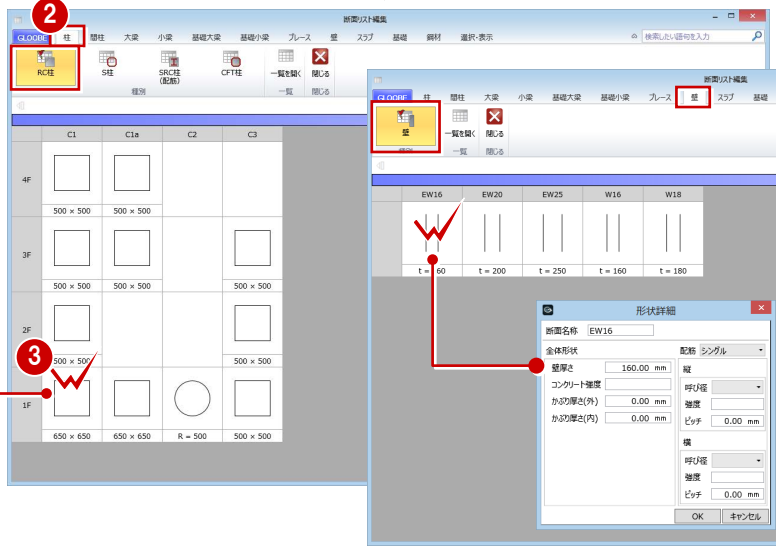 2
断面リスト編集
GLOOBE 柱 間柱 大梁 小梁 基礎大梁 基礎小梁 ブレース 壁 スラブ 基礎 鋼材 選択・表示 検索したい語句を入力
RC柱 S柱 SRC柱(配筋) CFT柱 一覧を開く 閉じる
種別 一覧 閉じる
C1 C1a C2 C3
4F
500 × 500 500 × 500
3F
500 × 500 500 × 500 500 × 500
2F
500 × 500 500 × 500
3
1F
650 × 650 650 × 650 R = 500 500 × 500
断面リスト編集
GLOOBE 柱 間柱 大梁 小梁 基礎大梁 基礎小梁 ブレース 壁 スラブ 基礎
壁 一覧を開く 閉じる
種別 一覧 閉じる
EW16 EW20 EW25 W16 W18
t = 160 t = 200 t = 250 t = 160 t = 180
形状詳細
断面名称 EW16
全体形状 配筋 シングル
壁厚さ 160.00 mm
コンクリート強度
かぶり厚さ(外) 0.00 mm
かぶり厚さ(内) 0.00 mm
縦
呼び径
強度
ピッチ 0.00 mm
横
呼び径
強度
ピッチ 0.00 mm
OK キャンセル